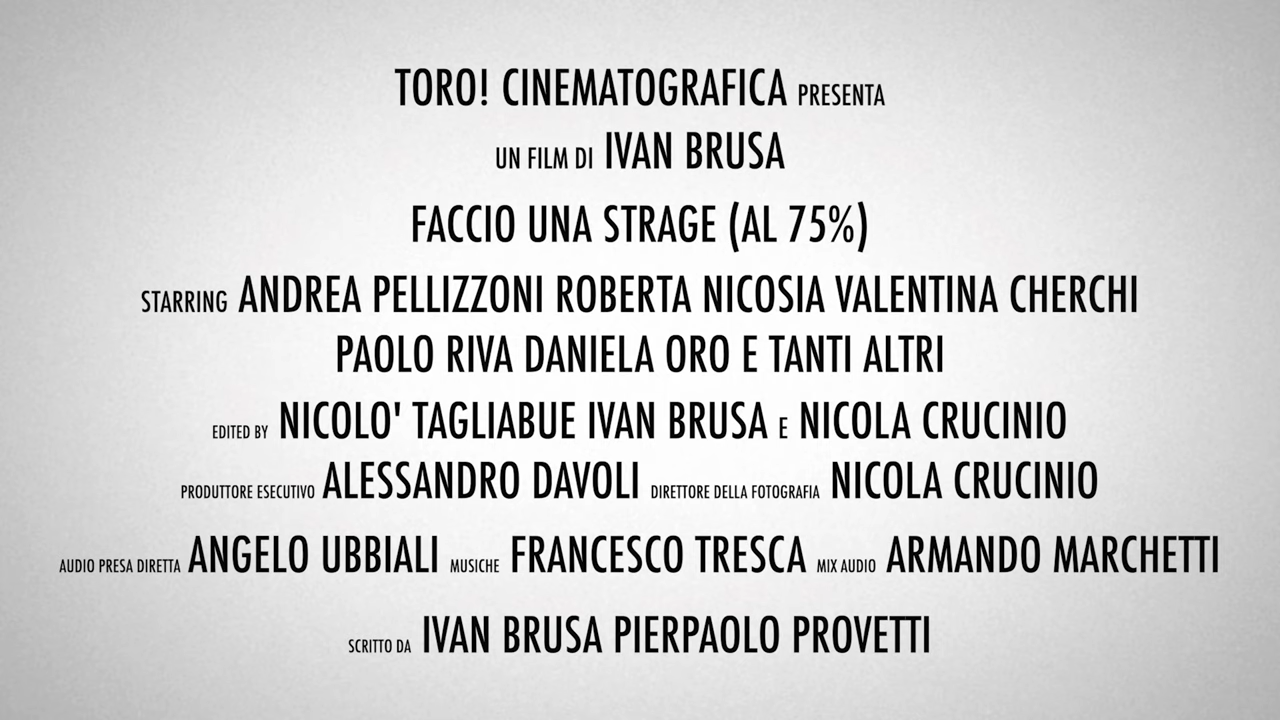 TORO! CINEMATOGRAFICA PRESENTA
UN FILM DI IVAN BRUSA
FACCIO UNA STRAGE (AL 75%)
STARRING ANDREA PELLIZZONI ROBERTA NICOSIA VALENTINA CHERCHI
PAOLO RIVA DANIELA ORO E TANTI ALTRI
EDITED BY NICOLO' TAGLIABUE IVAN BRUSA E NICOLA CRUCINIO
PRODUTTORE ESECUTIVO ALESSANDRO DAVOLI DIRETTORE DELLA FOTOGRAFIA NICOLA CRUCINIO
AUDIO PRESA DIRETTA ANGELO UBBIALI MUSICHE FRANCESCO TRESCA MIX AUDIO ARMANDO MARCHETTI
SCRITTO DA IVAN BRUSA PIERPAOLO PROVETTI